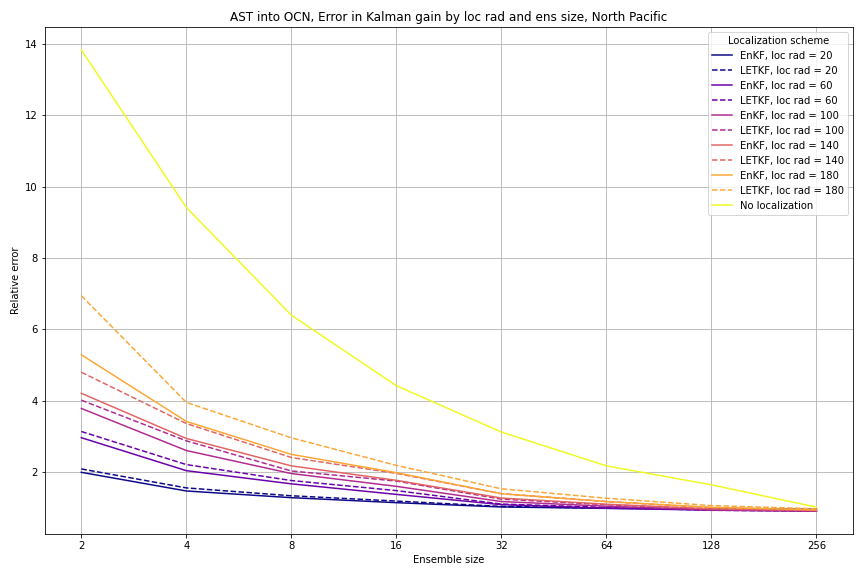 AST into OCN, Error in Kalman gain by loc rad and ens size, North Pacific
Localization scheme
EnKF, loc rad = 20
LETKF, loc rad = 20
EnKF, loc rad = 60
LETKF, loc rad = 60
EnKF, loc rad = 100
LETKF, loc rad = 100
EnKF, loc rad = 140
LETKF, loc rad = 140
EnKF, loc rad = 180
LETKF, loc rad = 180
No localization
Relative error
14
12
10
8
6
4
2
2 4 8 16 32 64 128 256
Ensemble size